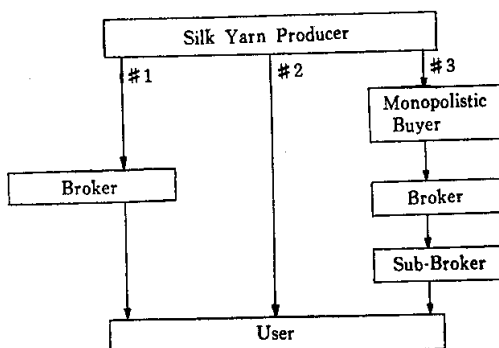 Silk Yarn Producer
#1
#2
#3
Monopolistic
Buyer
Broker
Broker
Sub-Broker
User